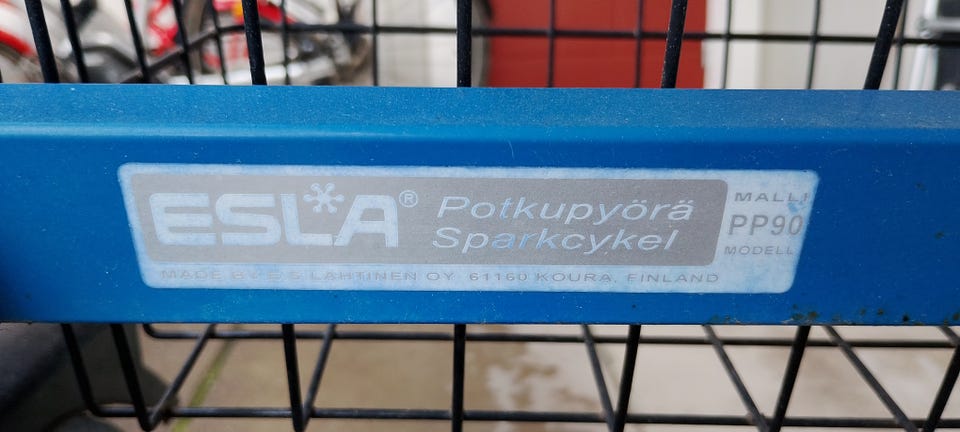 ESLA® Potkupyörä
Sparkcykel
MALLI
PP90
MODELL
MADE BY E S LAHTINEN OY 61160 KOURA, FINLAND